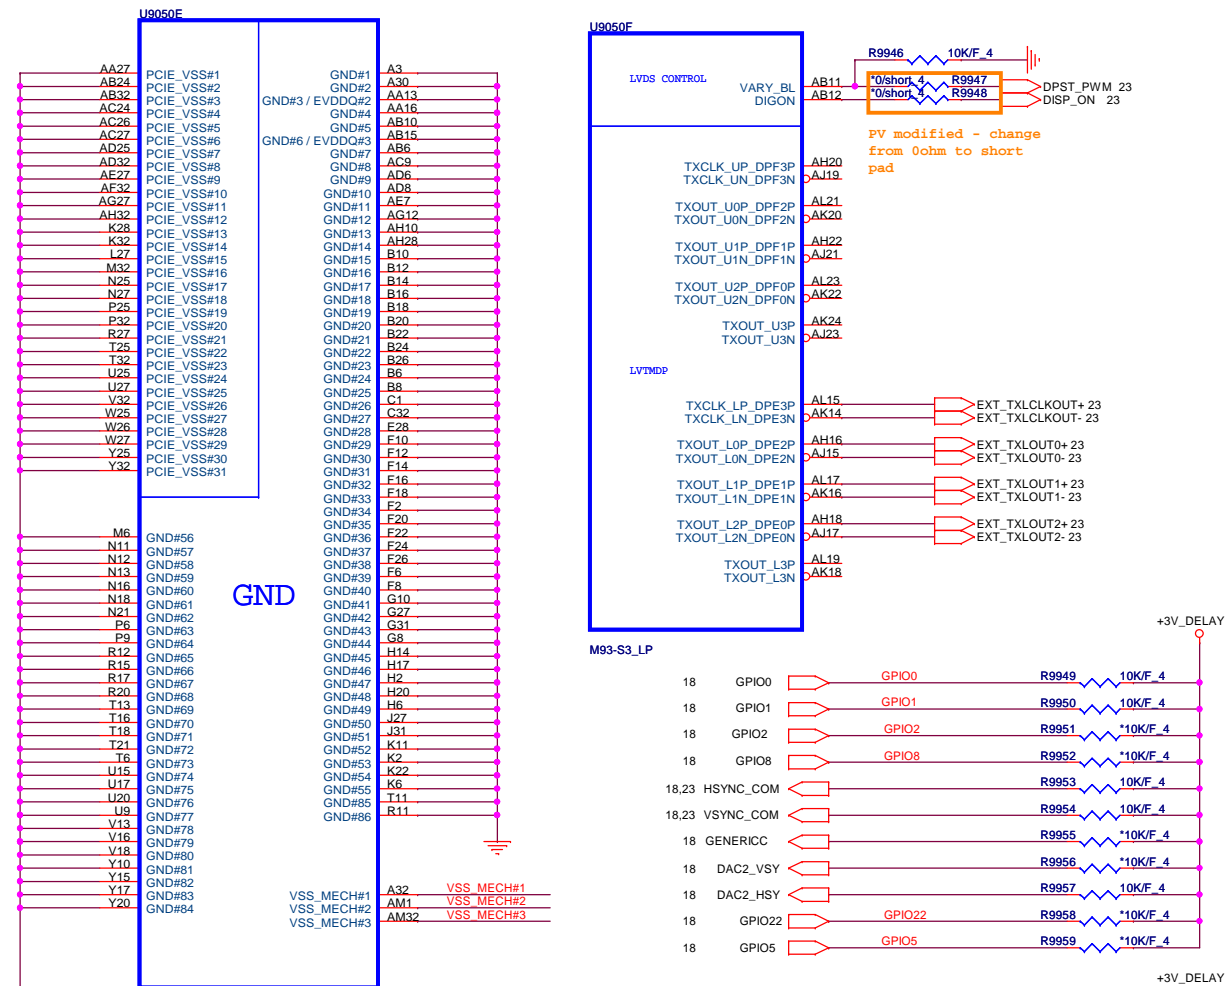 U9050E
AA27 PCIE_VSS#1
AB24 PCIE_VSS#2
AB32 PCIE_VSS#3
AC24 PCIE_VSS#4
AC26 PCIE_VSS#5
AC27 PCIE_VSS#6
AD25 PCIE_VSS#7
AD32 PCIE_VSS#8
AE27 PCIE_VSS#9
AF32 PCIE_VSS#10
AG27 PCIE_VSS#11
AH32 PCIE_VSS#12
K28 PCIE_VSS#13
K32 PCIE_VSS#14
L27 PCIE_VSS#15
M32 PCIE_VSS#16
N25 PCIE_VSS#17
N27 PCIE_VSS#18
P25 PCIE_VSS#19
P32 PCIE_VSS#20
R27 PCIE_VSS#21
T25 PCIE_VSS#22
T32 PCIE_VSS#23
U25 PCIE_VSS#24
U27 PCIE_VSS#25
V32 PCIE_VSS#26
W25 PCIE_VSS#27
W26 PCIE_VSS#28
W27 PCIE_VSS#29
Y25 PCIE_VSS#30
Y32 PCIE_VSS#31
M6 GND#56
N11 GND#57
N12 GND#58
N13 GND#59
N16 GND#60
N18 GND#61
N21 GND#62
P6 GND#63
P9 GND#64
R12 GND#65
R15 GND#66
R17 GND#67
R20 GND#68
T13 GND#69
T16 GND#70
T18 GND#71
T21 GND#72
T6 GND#73
U15 GND#74
U17 GND#75
U20 GND#76
U9 GND#77
V13 GND#78
V16 GND#79
V18 GND#80
Y10 GND#81
Y15 GND#82
Y17 GND#83
Y20 GND#84
GND
GND#1 A3
GND#2 A30
GND#3 / EVDDQ#2 AA13
GND#4 AA16
GND#5 AB10
GND#6 / EVDDQ#3 AB15
GND#7 AB6
GND#8 AC9
GND#9 AD6
GND#10 AD8
GND#11 AE7
GND#12 AG12
GND#13 AH10
GND#14 AH28
GND#15 B10
GND#16 B12
GND#17 B14
GND#18 B16
GND#19 B18
GND#20 B20
GND#21 B22
GND#22 B24
GND#23 B26
GND#24 B6
GND#25 B8
GND#26 C1
GND#27 C32
GND#28 E28
GND#29 F10
GND#30 F12
GND#31 F14
GND#32 F16
GND#33 F18
GND#34 F2
GND#35 F20
GND#36 F22
GND#37 F24
GND#38 F26
GND#39 F6
GND#40 F8
GND#41 G10
GND#42 G27
GND#43 G31
GND#44 G8
GND#45 H14
GND#46 H17
GND#47 H2
GND#48 H20
GND#49 H6
GND#50 J27
GND#51 J31
GND#52 K11
GND#53 K2
GND#54 K22
GND#55 K6
GND#85 T11
GND#86 R11
VSS_MECH#1 A32 VSS_MECH#1
VSS_MECH#2 AM1 VSS_MECH#2
VSS_MECH#3 AM32 VSS_MECH#3
U9050F
LVDS CONTROL
R9946 10K/F_4
VARY_BL AB11 *0/short_4 R9947 DPST_PWM 23
DIGON AB12 *0/short_4 R9948 DISP_ON 23
PV modified - change
from 0ohm to short
pad
TXCLK_UP_DPF3P AH20
TXCLK_UN_DPF3N AJ19
TXOUT_U0P_DPF2P AL21
TXOUT_U0N_DPF2N AK20
TXOUT_U1P_DPF1P AH22
TXOUT_U1N_DPF1N AJ21
TXOUT_U2P_DPF0P AL23
TXOUT_U2N_DPF0N AK22
TXOUT_U3P AK24
TXOUT_U3N AJ23
LVTMDP
TXCLK_LP_DPE3P AL15 EXT_TXLCLKOUT+ 23
TXCLK_LN_DPE3N AK14 EXT_TXLCLKOUT- 23
TXOUT_L0P_DPE2P AH16 EXT_TXLOUT0+ 23
TXOUT_L0N_DPE2N AJ15 EXT_TXLOUT0- 23
TXOUT_L1P_DPE1P AL17 EXT_TXLOUT1+ 23
TXOUT_L1N_DPE1N AK16 EXT_TXLOUT1- 23
TXOUT_L2P_DPE0P AH18 EXT_TXLOUT2+ 23
TXOUT_L2N_DPE0N AJ17 EXT_TXLOUT2- 23
TXOUT_L3P AL19
TXOUT_L3N AK18
M93-S3_LP
+3V_DELAY
18 GPIO0 GPIO0 R9949 10K/F_4
18 GPIO1 GPIO1 R9950 10K/F_4
18 GPIO2 GPIO2 R9951 *10K/F_4
18 GPIO8 GPIO8 R9952 *10K/F_4
18,23 HSYNC_COM R9953 10K/F_4
18,23 VSYNC_COM R9954 10K/F_4
18 GENERICC R9955 *10K/F_4
18 DAC2_VSY R9956 *10K/F_4
18 DAC2_HSY R9957 10K/F_4
18 GPIO22 GPIO22 R9958 *10K/F_4
18 GPIO5 GPIO5 R9959 *10K/F_4
+3V_DELAY